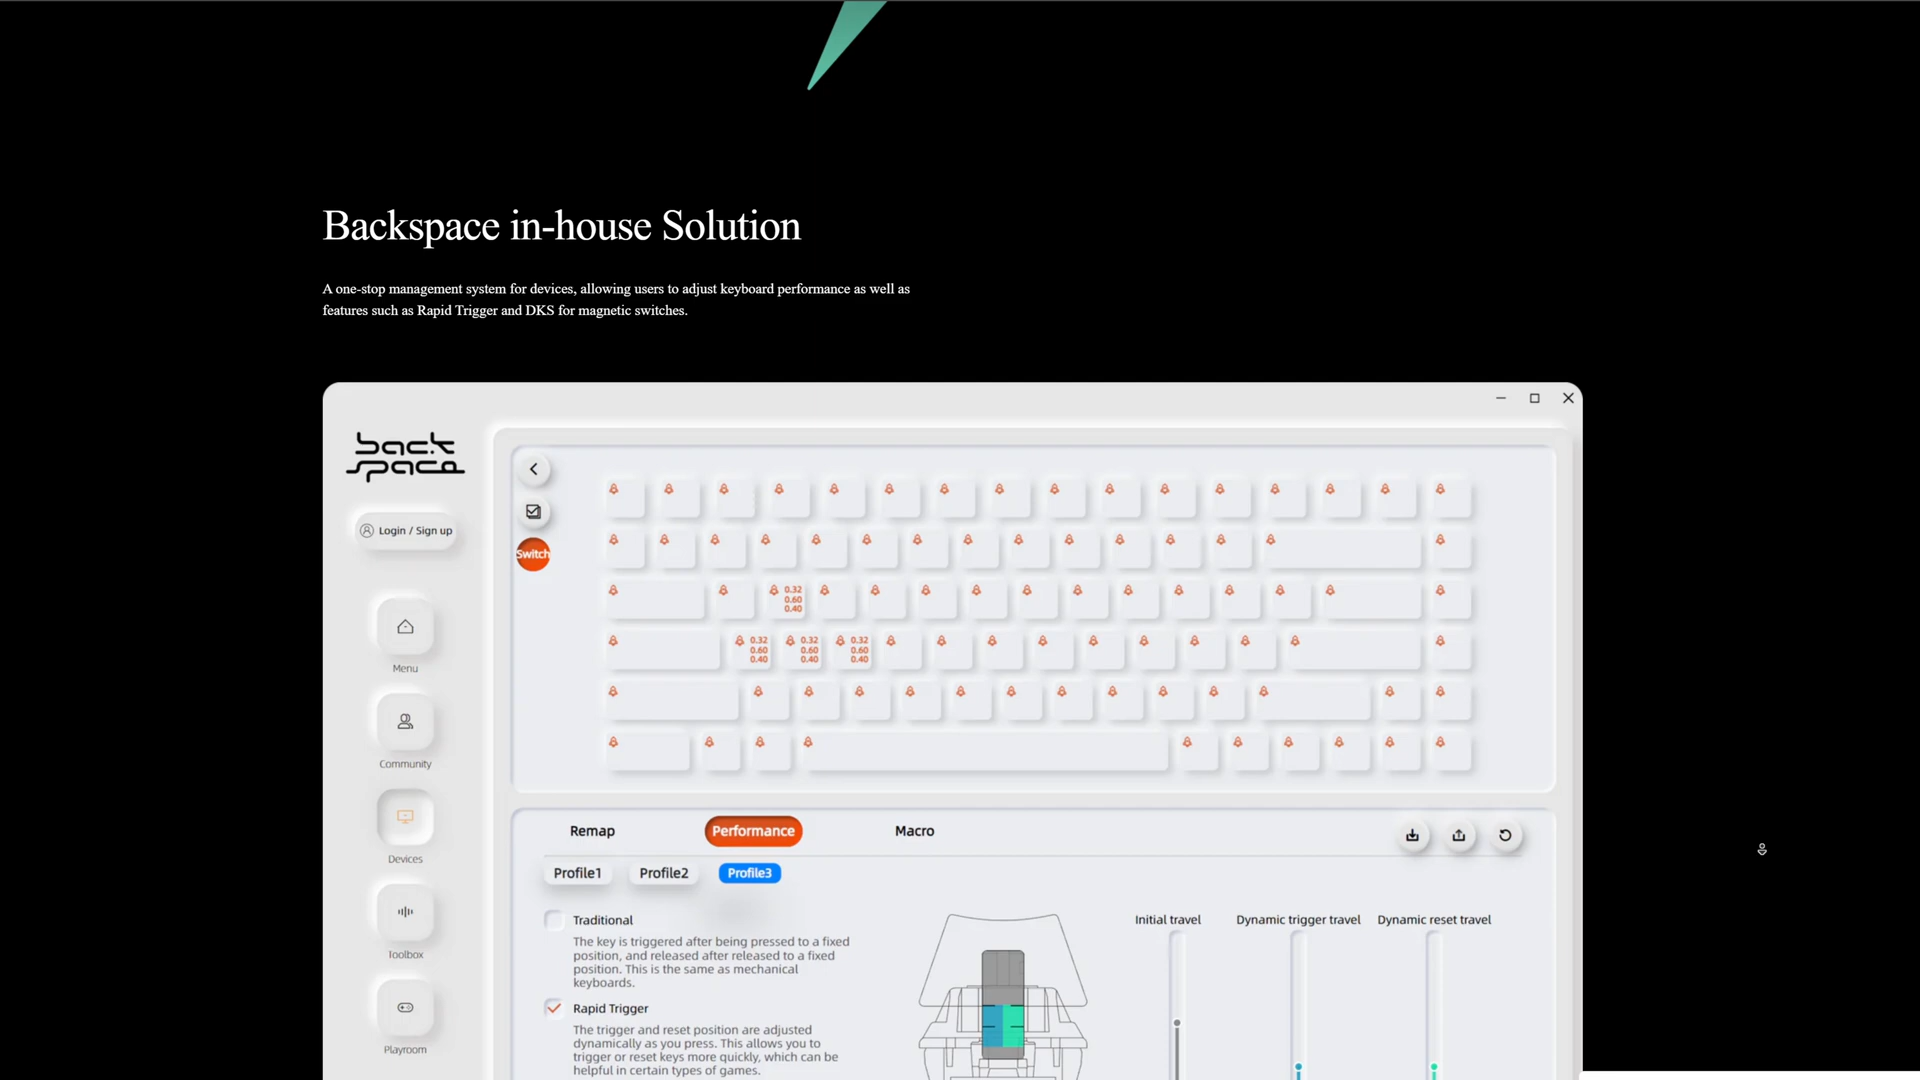 Backspace in-house Solution
A one-stop management system for devices, allowing users to adjust keyboard performance as well as
features such as Rapid Trigger and DKS for magnetic switches.
back
space
Login / Sign up
Menu
Community
Devices
Toolbox
Playroom
Switch
0.32
0.60
0.40
0.32 0.32 0.32
0.60 0.60 0.60
0.40 0.40 0.40
Remap Performance Macro
Profile1 Profile2 Profile3
Traditional
The key is triggered after being pressed to a fixed
position, and released after released to a fixed
position. This is the same as mechanical
keyboards.
Rapid Trigger
The trigger and reset position are adjusted
dynamically as you press. This allows you to
trigger or reset keys more quickly, which can be
helpful in certain types of games.
Initial travel Dynamic trigger travel Dynamic reset travel